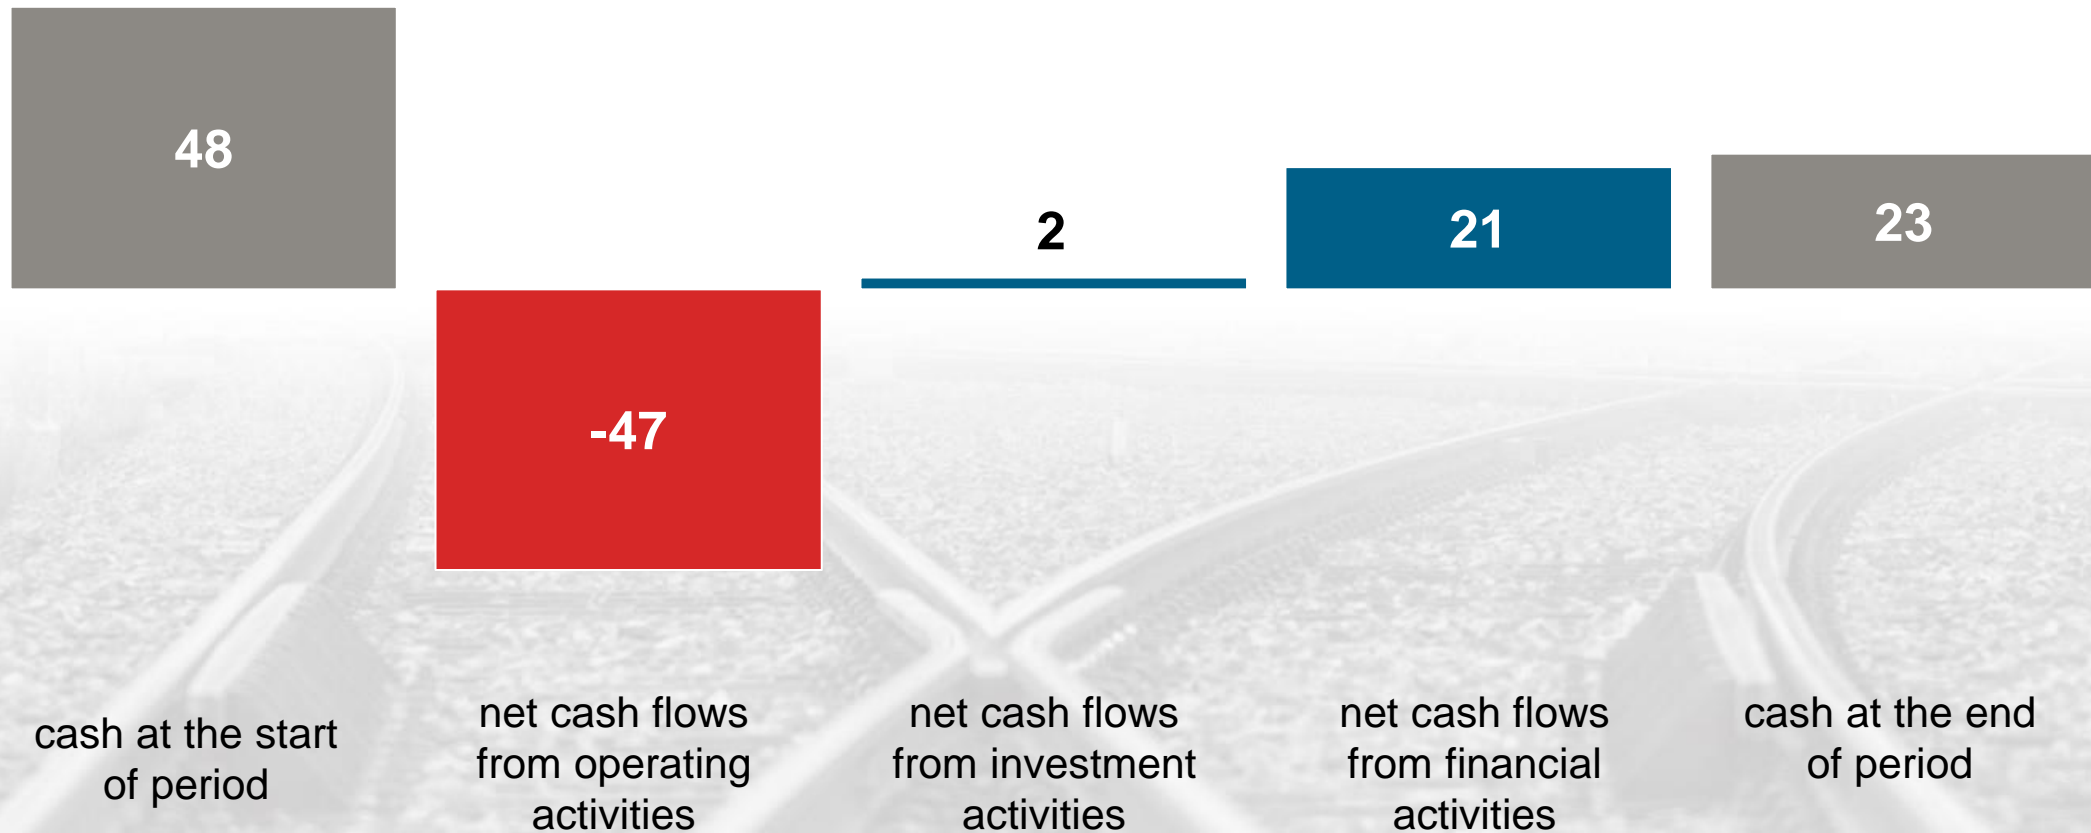 48
-47
2
21
23
cash at the start
of period
net cash flows
from operating
activities
net cash flows
from investment
activities
net cash flows
from financial
activities
cash at the end
of period